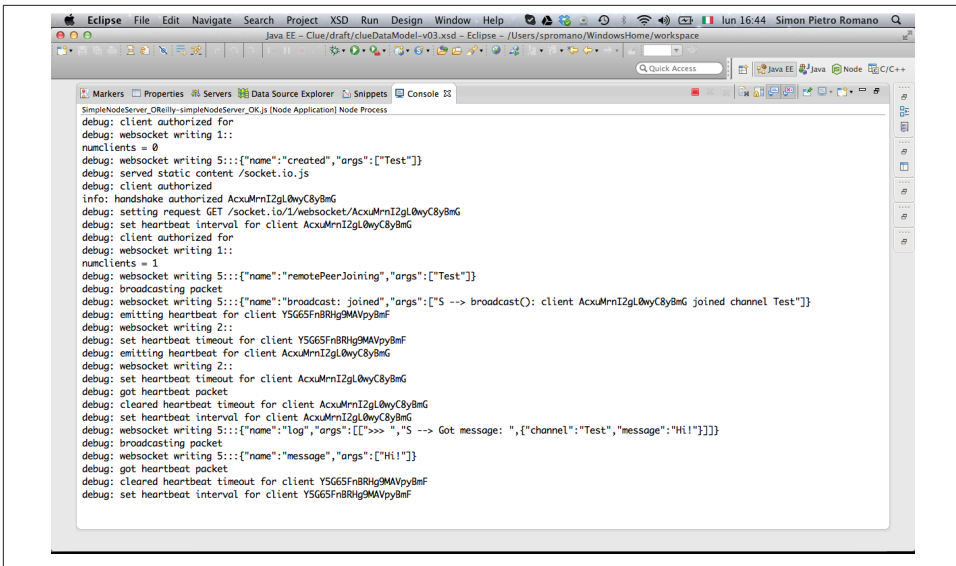 Eclipse File Edit Navigate Search Project XSD Run Design Window Help lun 16:44 Simon Pietro Romano
Java EE - Clue/draft/clueDataModel-v03.xsd - Eclipse - /Users/spromano/WindowsHome/workspace
Quick Access Java EE Java Node C/C++
Markers Properties Servers Data Source Explorer Snippets Console
SimpleNodeServer_OReilly-simpleNodeServer_OK.js [Node Application] Node Process
debug: client authorized for
debug: websocket writing 1::
numclients = 0
debug: websocket writing 5:::{"name":"created","args":["Test"]}
debug: served static content /socket.io.js
debug: client authorized
info: handshake authorized AcxuMrnI2gL0wyC8yBmG
debug: setting request GET /socket.io/1/websocket/AcxuMrnI2gL0wyC8yBmG
debug: set heartbeat interval for client AcxuMrnI2gL0wyC8yBmG
debug: client authorized for
debug: websocket writing 1::
numclients = 1
debug: websocket writing 5:::{"name":"remotePeerJoining","args":["Test"]}
debug: broadcasting packet
debug: websocket writing 5:::{"name":"broadcast: joined","args":["S --> broadcast(): client AcxuMrnI2gL0wyC8yBmG joined channel Test"]}
debug: emitting heartbeat for client Y5G65FnBRHg9MAVpyBmF
debug: websocket writing 2::
debug: set heartbeat timeout for client Y5G65FnBRHg9MAVpyBmF
debug: emitting heartbeat for client AcxuMrnI2gL0wyC8yBmG
debug: websocket writing 2::
debug: set heartbeat timeout for client AcxuMrnI2gL0wyC8yBmG
debug: got heartbeat packet
debug: cleared heartbeat timeout for client AcxuMrnI2gL0wyC8yBmG
debug: set heartbeat interval for client AcxuMrnI2gL0wyC8yBmG
debug: websocket writing 5:::{"name":"log","args":[[">>> ","S --> Got message: ",{"channel":"Test","message":"Hi!"}]]}
debug: broadcasting packet
debug: websocket writing 5:::{"name":"message","args":["Hi!"]}
debug: got heartbeat packet
debug: cleared heartbeat timeout for client Y5G65FnBRHg9MAVpyBmF
debug: set heartbeat interval for client Y5G65FnBRHg9MAVpyBmF